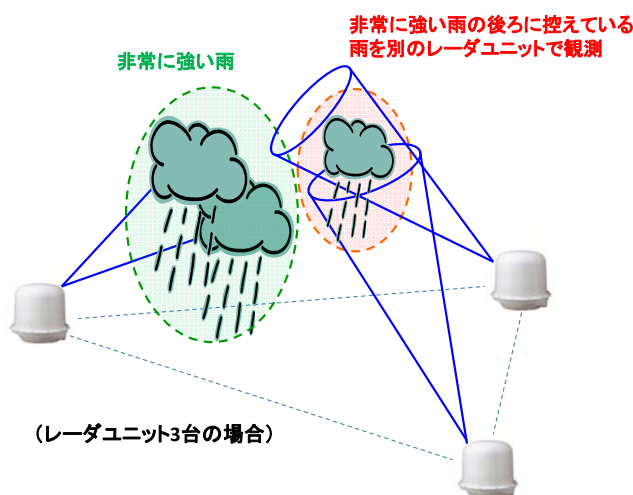 非常に強い雨の後ろに控えている
雨を別のレーダユニットで観測
非常に強い雨
（レーダユニット3台の場合）